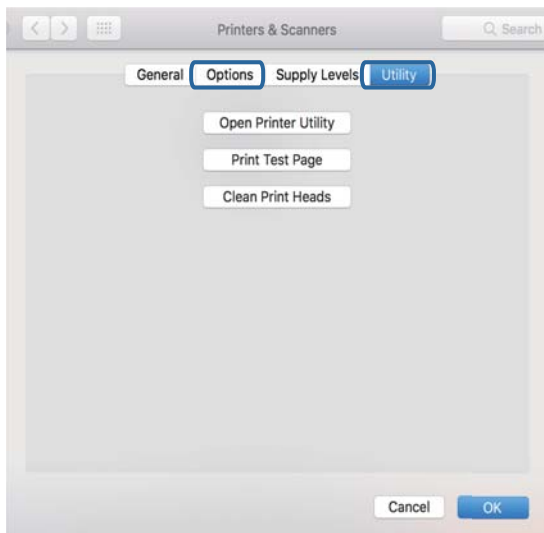 Printers & Scanners
Search
General Options Supply Levels Utility
Open Printer Utility
Print Test Page
Clean Print Heads
Cancel OK